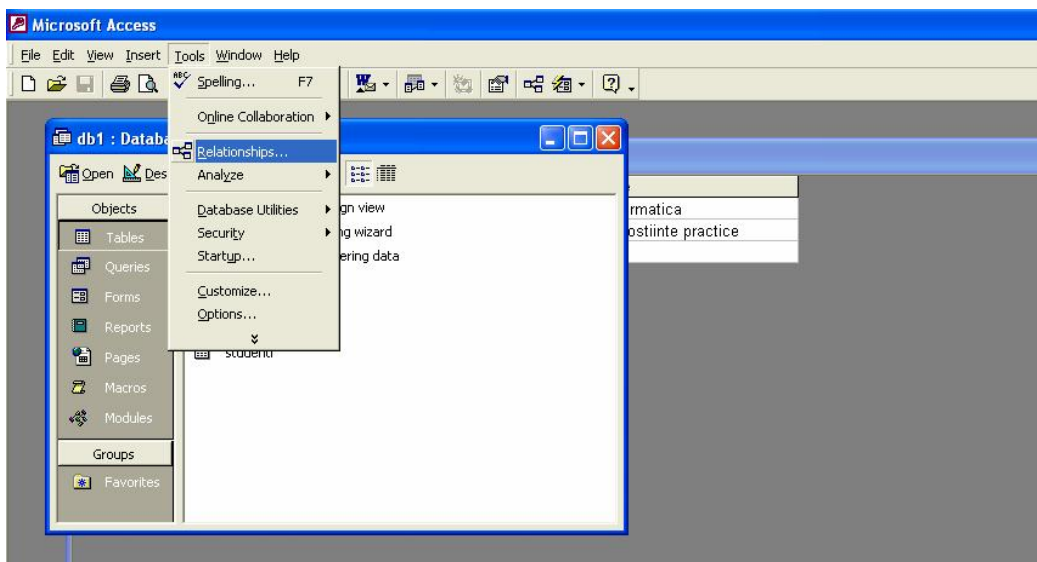 Microsoft Access
File Edit View Insert Tools Window Help
ABC Spelling... F7
Online Collaboration
db1 : Databa
Relationships...
Open Des
Analyze
Objects
Database Utilities
gn view
rmatica
Tables
Security
ng wizard
ostiinte practice
Queries
Startup...
ering data
Forms
Customize...
Options...
Reports
Pages
studenti
Macros
Modules
Groups
Favorites